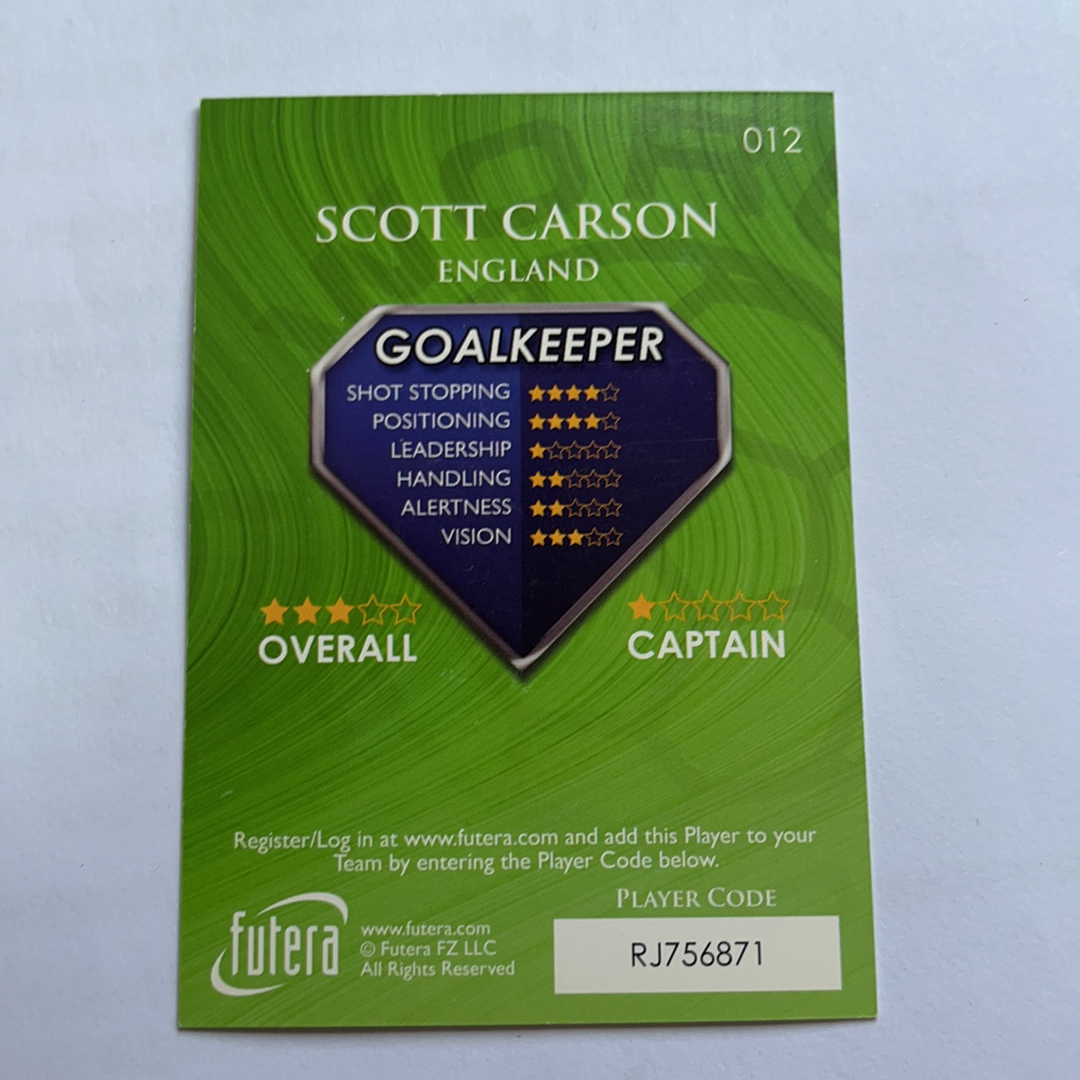 012
SCOTT CARSON
ENGLAND
GOALKEEPER
SHOT STOPPING
POSITIONING
LEADERSHIP
HANDLING
ALERTNESS
VISION
OVERALL
CAPTAIN
Register/Log in at www.futera.com and add this Player to your
Team by entering the Player Code below.
PLAYER CODE
futera
www.futera.com
© Futera FZ LLC
All Rights Reserved
RJ756871